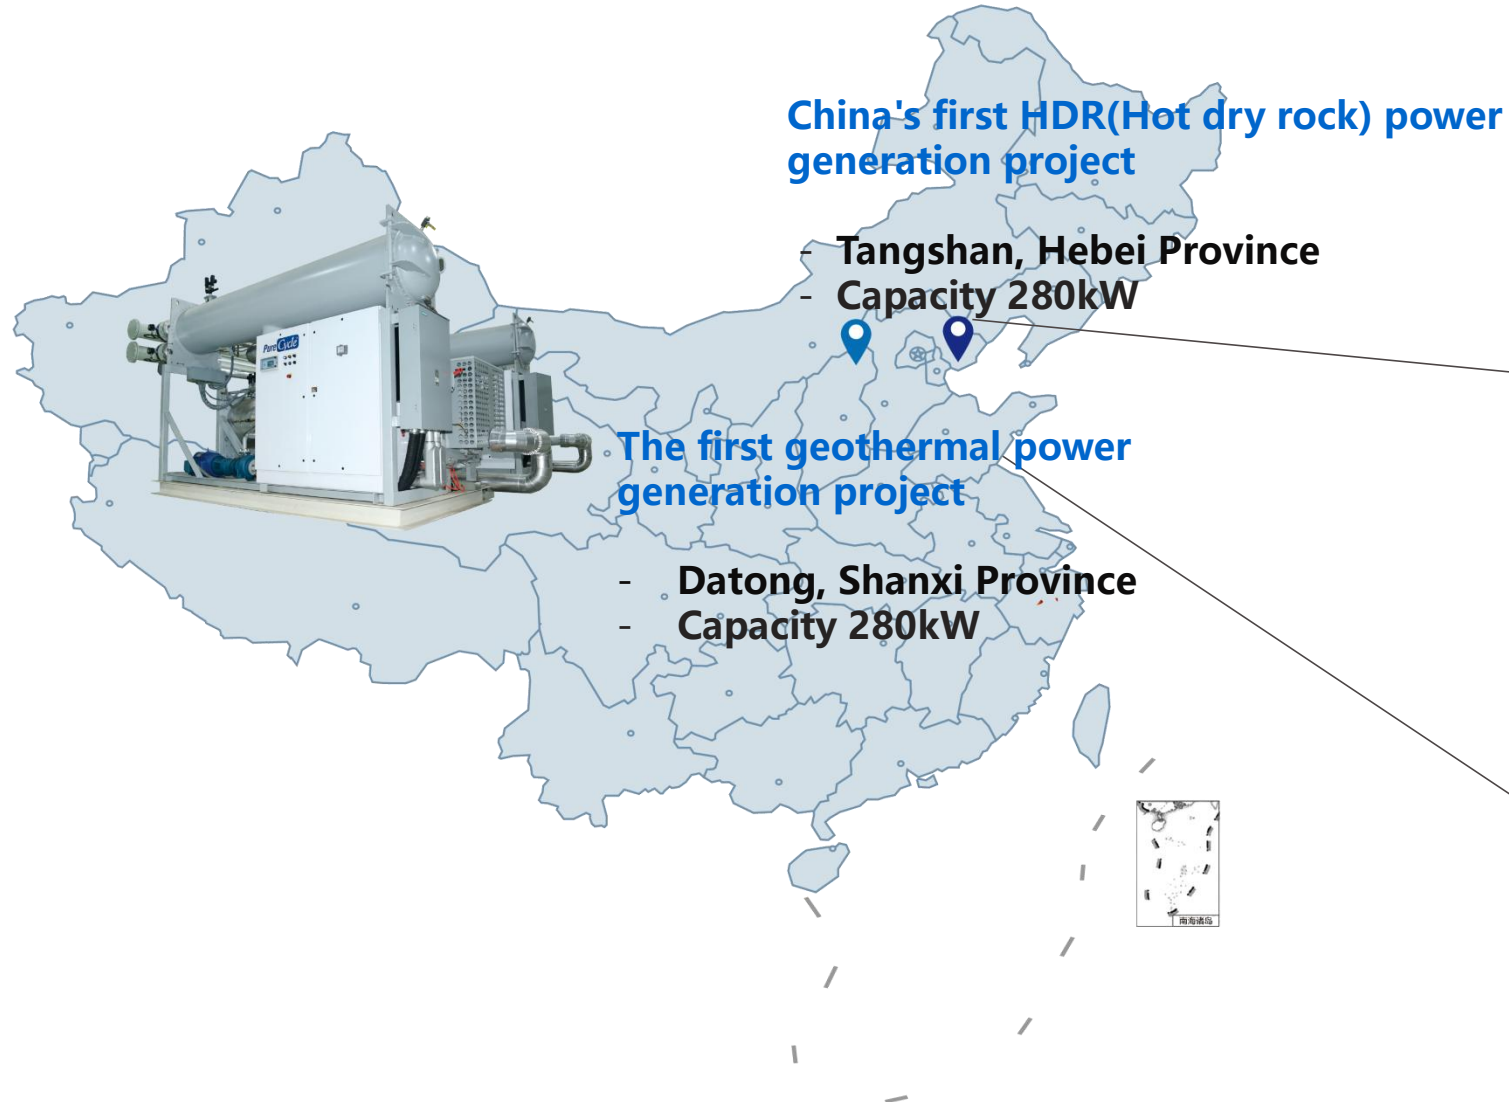 China's first HDR(Hot dry rock) power
generation project
- Tangshan, Hebei Province
- Capacity 280kW
PureCycle
The first geothermal power
generation project
- Datong, Shanxi Province
- Capacity 280kW
南海诸岛